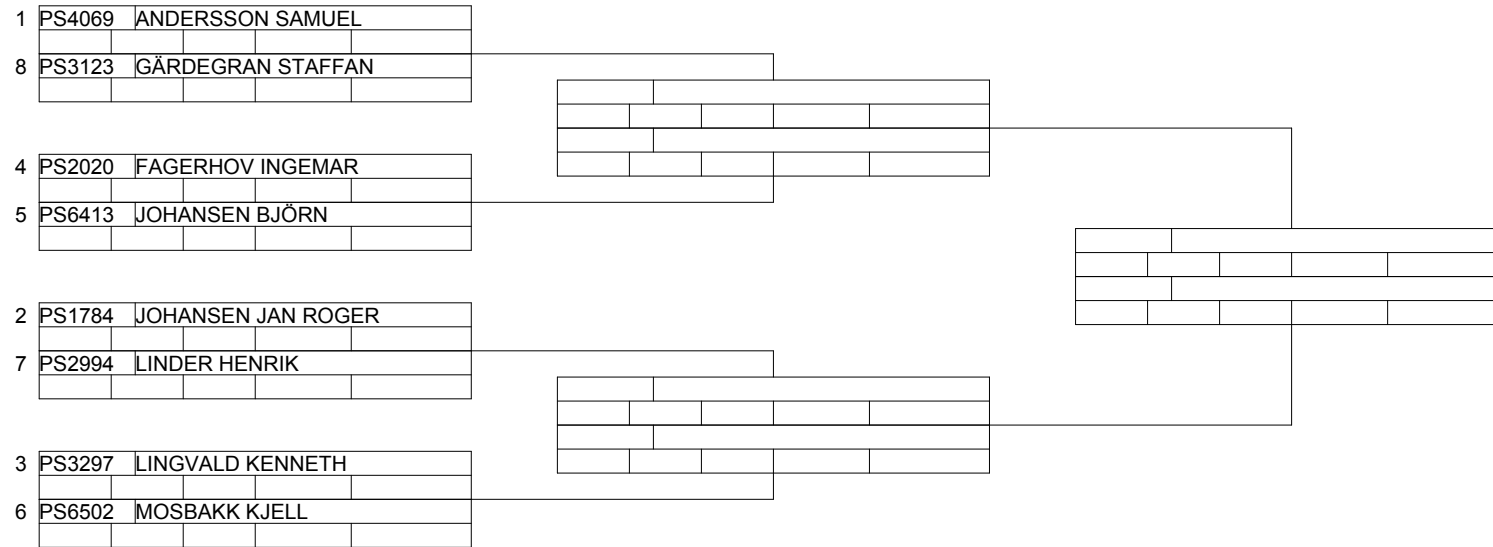 1 PS4069 ANDERSSON SAMUEL
8 PS3123 GÄRDEGRAN STAFFAN
4 PS2020 FAGERHOV INGEMAR
5 PS6413 JOHANSEN BJÖRN
2 PS1784 JOHANSEN JAN ROGER
7 PS2994 LINDER HENRIK
3 PS3297 LINGVALD KENNETH
6 PS6502 MOSBAKK KJELL